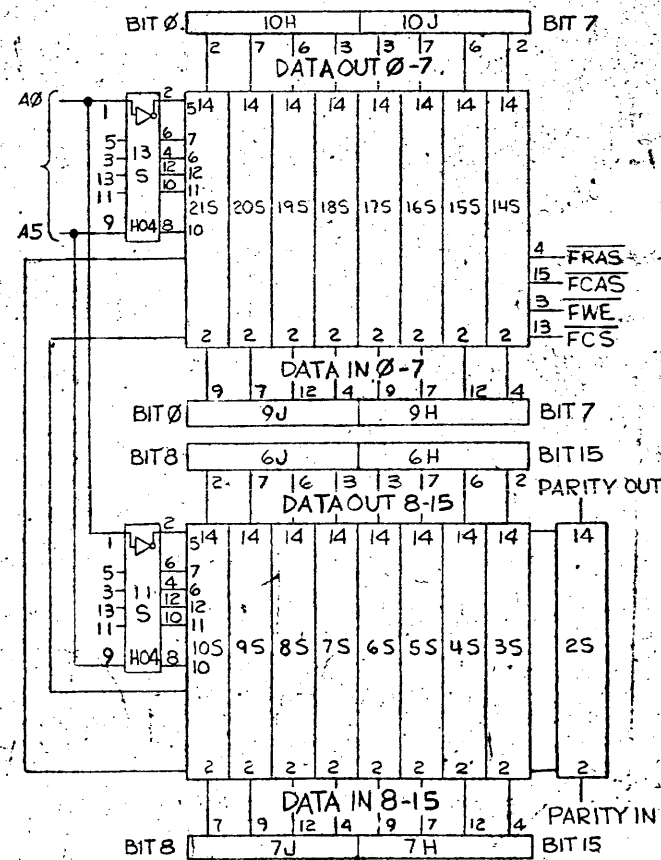 BIT Ø 10H 10J BIT 7
2 7 6 3 3 7 6 2
DATA OUT Ø-7
AØ 1 2 5 14 14 14 14 14 14 14 14
5 6 7
3 13 4 6
13 S 12 12
11 10 11
21S 20S 19S 18S 17S 16S 15S 14S
A5 9 HO4 8 10
4 FRAS
15 FCAS
3 FWE
13 FCS
2 2 2 2 2 2 2 2
DATA IN Ø-7
9 7 12 4 9 7 12 4
BIT Ø 9J 9H BIT 7
BIT 8 6J 6H BIT 15
2 7 6 3 3 7 6 2
DATA OUT 8-15 PARITY OUT
1 2 5 14 14 14 14 14 14 14 14 14
5 6 7
3 11 4 6
13 S 12 12
11 10 11
10S 9S 8S 7S 6S 5S 4S 3S 2S
9 HO4 8 10
2 2 2 2 2 2 2 2 2
DATA IN 8-15 PARITY IN
7 9 12 4 9 7 12 4
BIT 8 7J 7H BIT 15